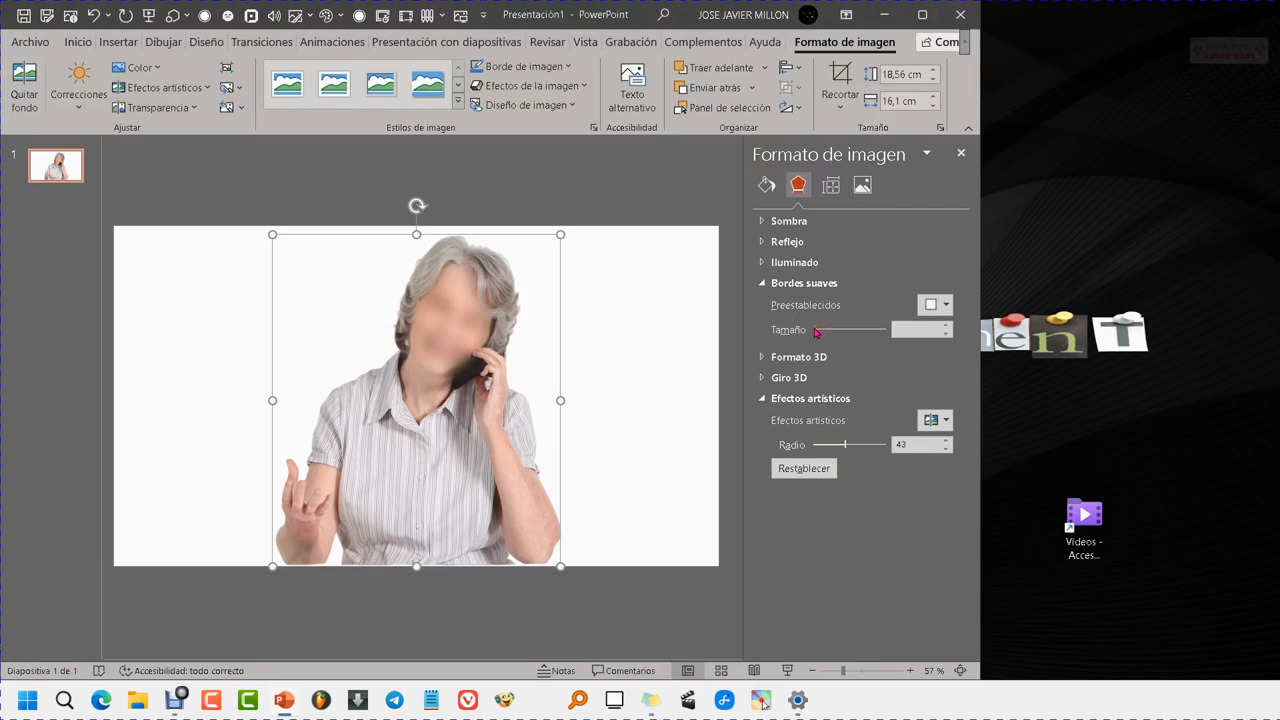 Presentación1 - PowerPoint
JOSE JAVIER MILLON
Archivo
Inicio
Insertar
Dibujar
Diseño
Transiciones
Animaciones
Presentación con diapositivas
Revisar
Vista
Grabación
Complementos
Ayuda
Formato de imagen
Com
Quitar fondo
Correcciones
Color
Efectos artísticos
Transparencia
Ajustar
Estilos de imagen
Borde de imagen
Efectos de la imagen
Diseño de imagen
Texto alternativo
Accesibilidad
Traer adelante
Enviar atrás
Panel de selección
Organizar
Recortar
18,56 cm
16,1 cm
Tamaño
1
Formato de imagen
Sombra
Reflejo
Iluminado
Bordes suaves
Preestablecidos
Tamaño
Formato 3D
Giro 3D
Efectos artísticos
Efectos artísticos
Radio
43
Restablecer
en T
Videos -
Acces...
Diapositiva 1 de 1
Accesibilidad: todo correcto
Notas
Comentarios
57 %